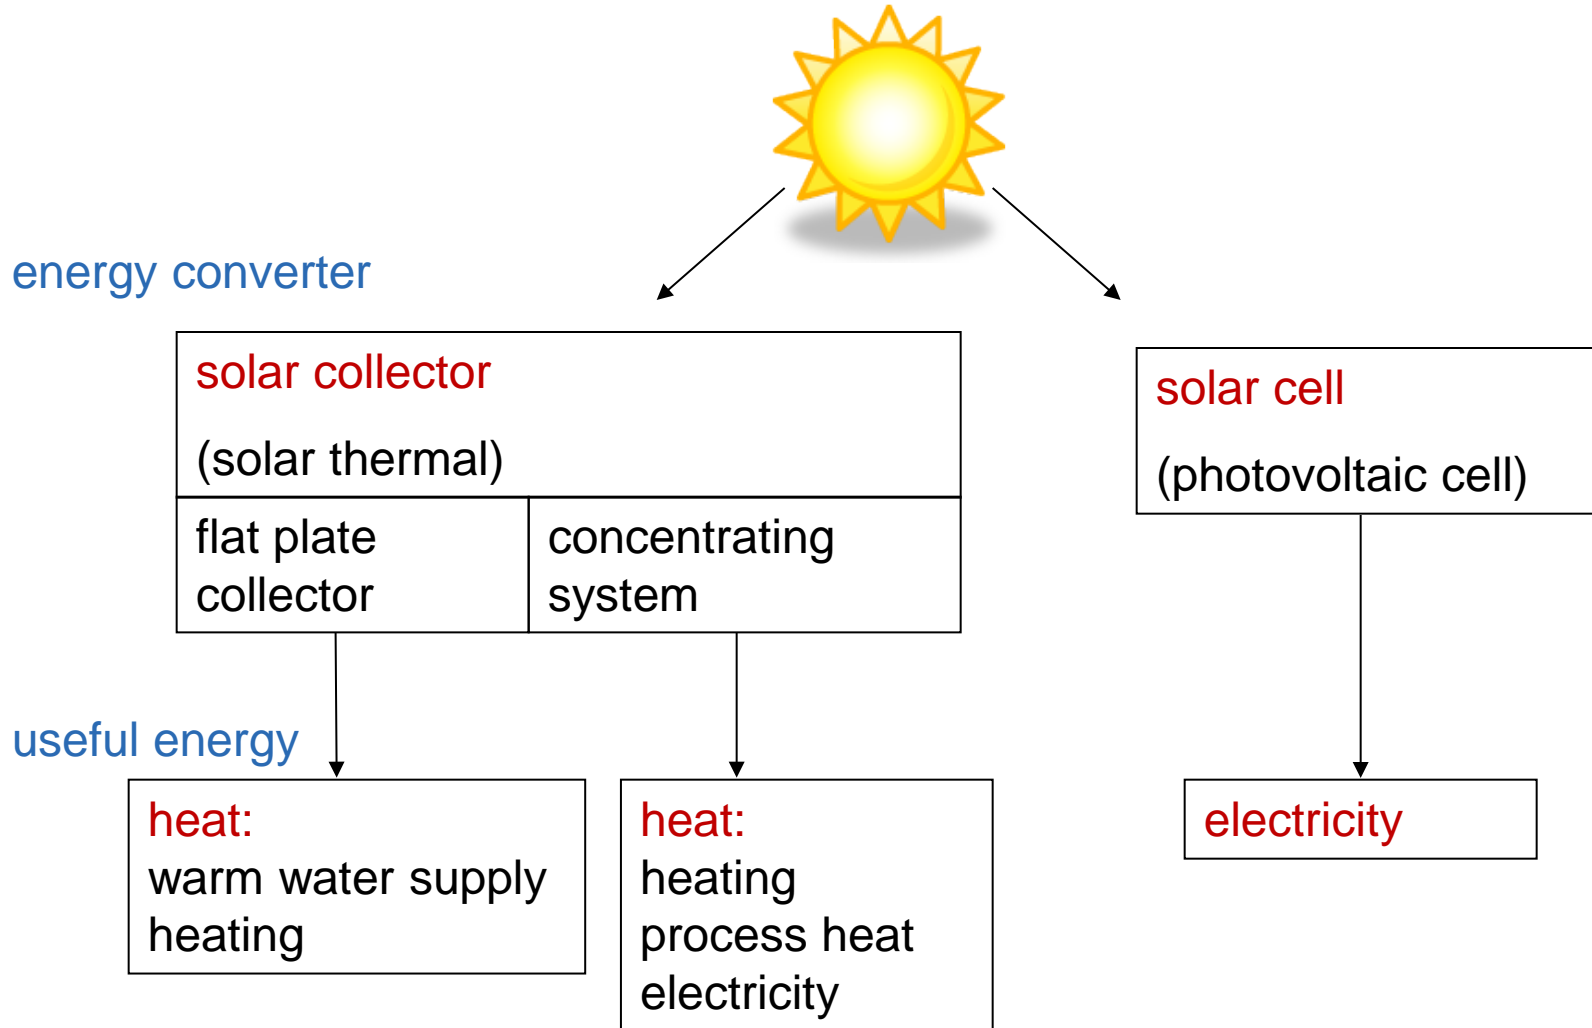 energy converter
solar collector
(solar thermal)
flat plate
collector
concentrating
system
solar cell
(photovoltaic cell)
useful energy
heat:
warm water supply
heating
heat:
heating
process heat
electricity
electricity